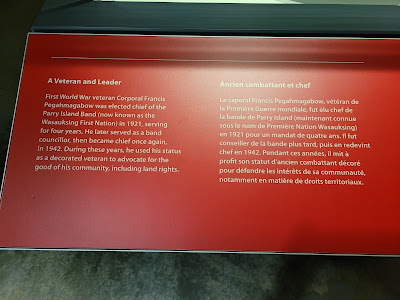 A Veteran and Leader
First World War veteran Corporal Francis
Pegahmagabow was elected chief of the
Parry Island Band (now known as the
Wasauksing First Nation) in 1921, serving
for four years. He later served as a band
councillor, then became chief once again,
in 1942. During these years, he used his status
as a decorated veteran to advocate for the
good of his community, including land rights.
Ancien combattant et chef
Le caporal Francis Pegahmagabow, vétéran de
la Première Guerre mondiale, fut élu chef de
la bande de Parry Island (maintenant connue
sous le nom de Première Nation Wasauksing)
en 1921 pour un mandat de quatre ans. Il fut
conseiller de la bande plus tard, puis en redevint
chef en 1942. Pendant ces années, il mit à
profit son statut d'ancien combattant décoré
pour défendre les intérêts de sa communauté,
notamment en matière de droits territoriaux.